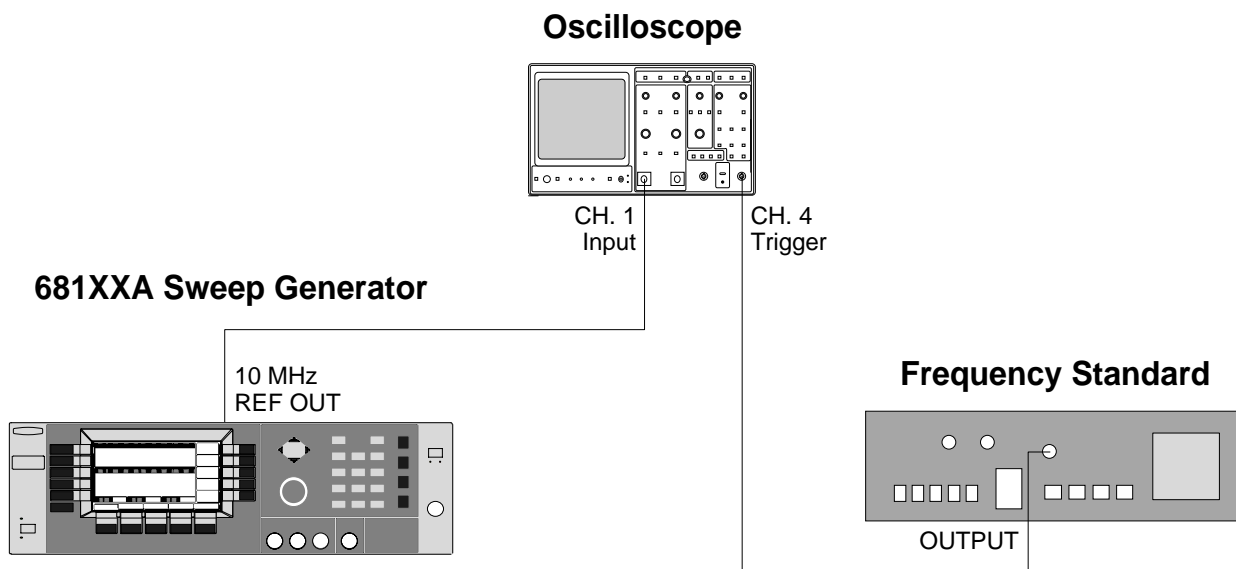 Oscilloscope
CH. 1
Input
CH. 4
Trigger
681XXA Sweep Generator
10 MHz
REF OUT
Frequency Standard
OUTPUT